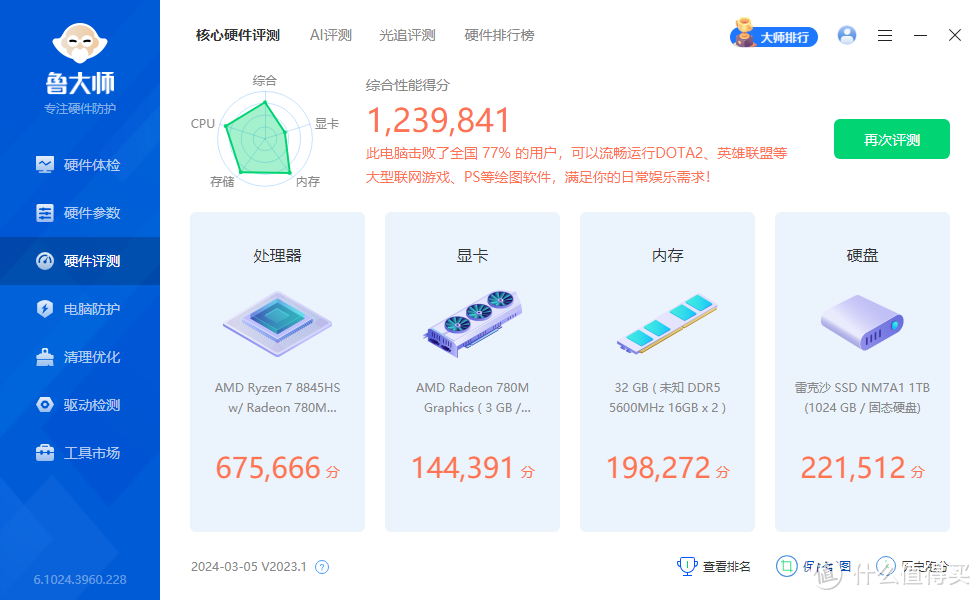 鲁大师
专注硬件防护
硬件体检
硬件参数
硬件评测
电脑防护
清理优化
驱动检测
工具市场
6.1024.3960.228
核心硬件评测 AI评测 光追评测 硬件排行榜
大师排行
综合
CPU
显卡
存储
内存
综合性能得分
1,239,841
此电脑击败了全国 77% 的用户，可以流畅运行DOTA2、英雄联盟等
大型联网游戏、PS等绘图软件，满足你的日常娱乐需求！
再次评测
处理器
AMD Ryzen 7 8845HS
w/ Radeon 780M...
675,666 分
显卡
AMD Radeon 780M
Graphics ( 3 GB /...
144,391 分
内存
32 GB ( 未知 DDR5
5600MHz 16GB x 2 )
198,272 分
硬盘
雷克沙 SSD NM7A1 1TB
(1024 GB / 固态硬盘)
221,512 分
2024-03-05 V2023.1 ?
查看排名
值 什么值得买